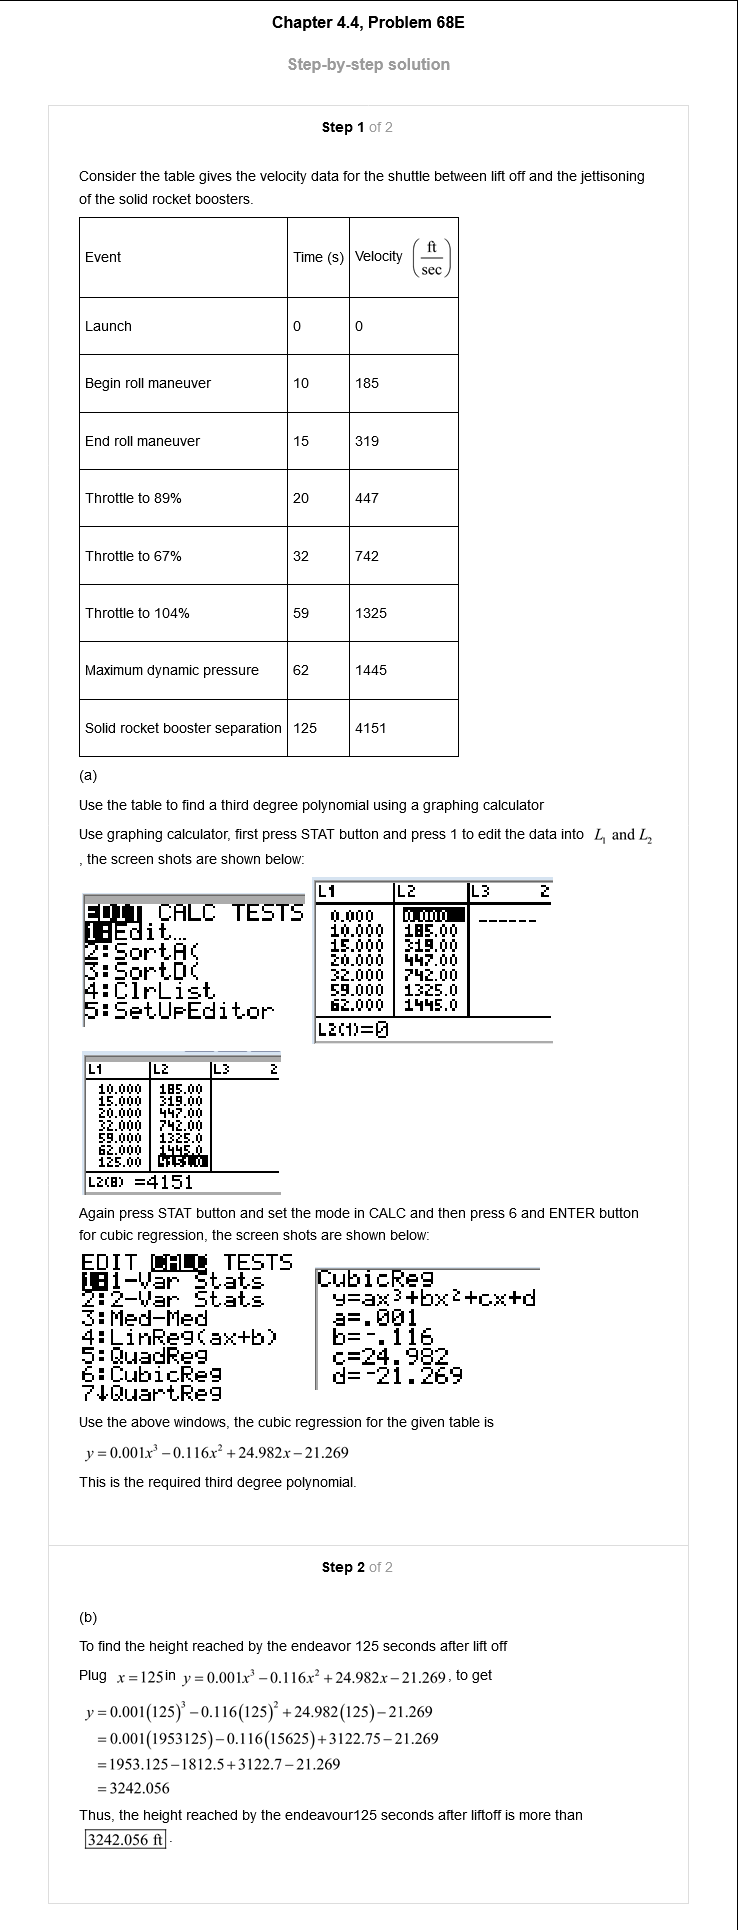 Chapter 4.4, Problem 68E
Step-by-step solution
Step 1 of 2
Consider the table gives the velocity data for the shuttle between lift off and the jettisoning
of the solid rocket boosters.
Event Time (s) Velocity (ft/sec)
Launch 0 0
Begin roll maneuver 10 185
End roll maneuver 15 319
Throttle to 89% 20 447
Throttle to 67% 32 742
Throttle to 104% 59 1325
Maximum dynamic pressure 62 1445
Solid rocket booster separation 125 4151
(a)
Use the table to find a third degree polynomial using a graphing calculator
Use graphing calculator, first press STAT button and press 1 to edit the data into L₁ and L₂
, the screen shots are shown below:
EDIT CALC TESTS
1:Edit…
2:SortA(
3:SortD(
4:ClrList
5:SetUpEditor
L1 L2 L3 2
0.000 0.000 ------
10.000 185.00
15.000 319.00
20.000 447.00
32.000 742.00
59.000 1325.0
62.000 1445.0
L2(1)=0
L1 L2 L3 2
10.000 185.00
15.000 319.00
20.000 447.00
32.000 742.00
59.000 1325.0
62.000 1445.0
125.00 4151.0
L2(8) =4151
Again press STAT button and set the mode in CALC and then press 6 and ENTER button
for cubic regression, the screen shots are shown below:
EDIT CALC TESTS
1:1-Var Stats
2:2-Var Stats
3:Med-Med
4:LinReg(ax+b)
5:QuadReg
6:CubicReg
7↓QuartReg
CubicReg
y=ax³+bx²+cx+d
a=.001
b=-.116
c=24.982
d=-21.269
Use the above windows, the cubic regression for the given table is
y = 0.001x³ − 0.116x² + 24.982x − 21.269
This is the required third degree polynomial.
Step 2 of 2
(b)
To find the height reached by the endeavor 125 seconds after lift off
Plug x = 125 in y = 0.001x³ − 0.116x² + 24.982x − 21.269 , to get
y = 0.001(125)³ − 0.116(125)² + 24.982(125) − 21.269
= 0.001(1953125) − 0.116(15625) + 3122.75 − 21.269
= 1953.125 − 1812.5 + 3122.7 − 21.269
= 3242.056
Thus, the height reached by the endeavour125 seconds after liftoff is more than
3242.056 ft .